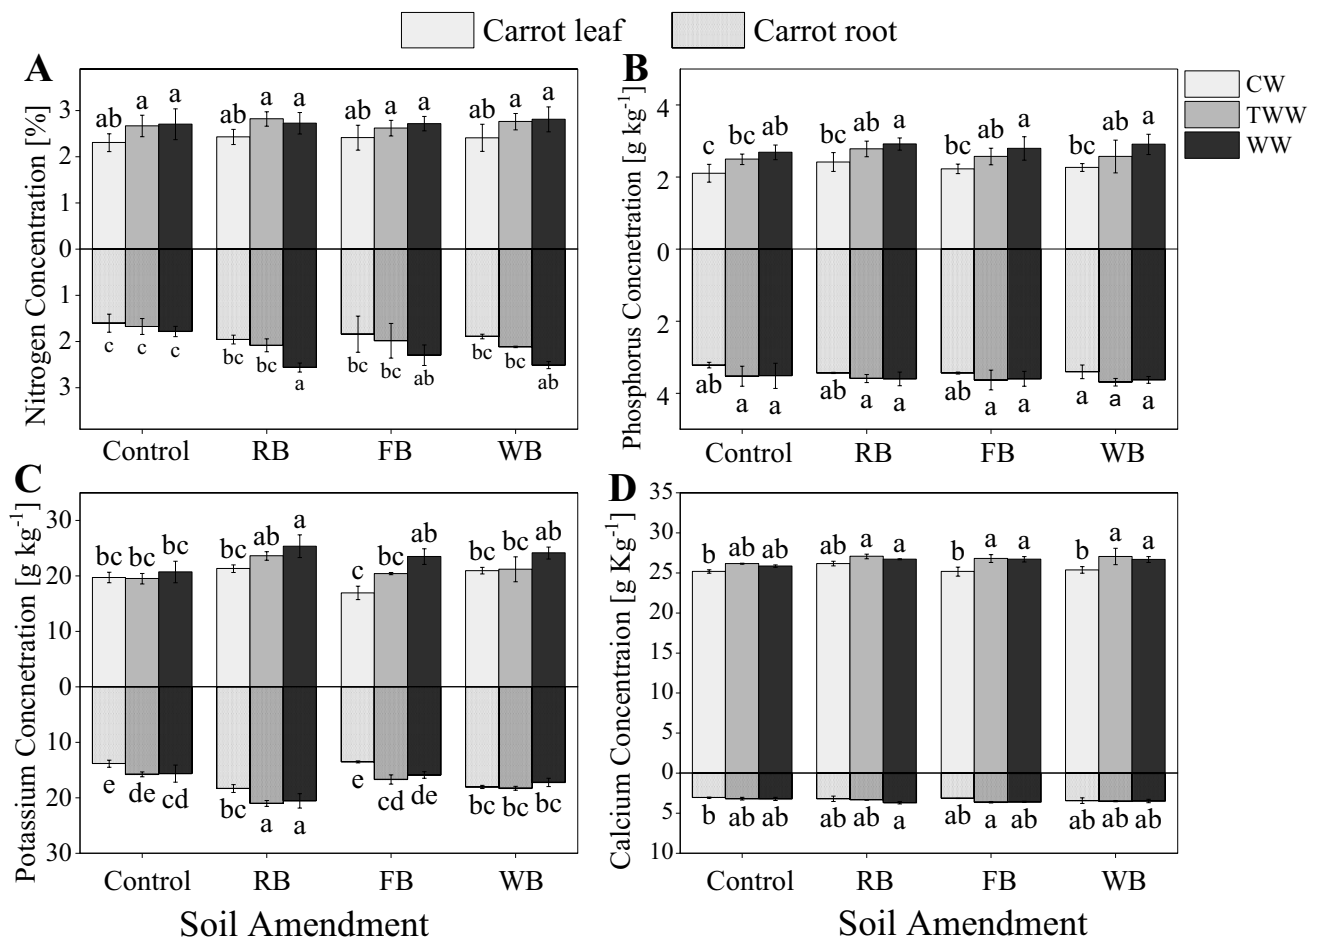 Carrot leaf Carrot root
A
Nitrogen Concentration [%]
3
2
1
0
1
2
3
ab a a ab a a ab a a ab a a
c c c bc bc a bc bc ab bc bc ab
Control RB FB WB
B
Phosphorus Concnetration [g kg-1]
4
2
0
2
4
c bc ab bc ab a bc ab a bc ab a
ab a a ab a a ab a a a a a
Control RB FB WB
CW
TWW
WW
C
Potassium Concnetration [g kg-1]
30
20
10
0
10
20
30
bc bc bc bc ab a c bc ab bc bc ab
e de cd bc a a e cd de bc bc bc
Control RB FB WB
Soil Amendment
D
Calcium Concentraion [g Kg-1]
35
30
25
20
15
10
5
0
5
10
b ab ab ab a a b a a b a a
b ab ab ab ab a ab a ab ab ab ab
Control RB FB WB
Soil Amendment